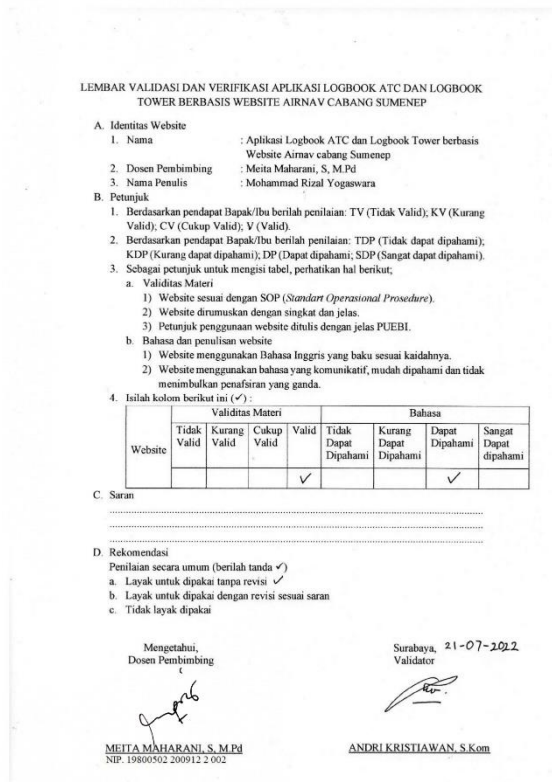 LEMBAR VALIDASI DAN VERIFIKASI APLIKASI LOGBOOK ATC DAN LOGBOOK
TOWER BERBASIS WEBSITE AIRNAV CABANG SUMENEP
A. Identitas Website
1. Nama : Aplikasi Logbook ATC dan Logbook Tower berbasis
Website Airnav cabang Sumenep
2. Dosen Pembimbing : Meita Maharani, S, M.Pd
3. Nama Penulis : Mohammad Rizal Yogaswara
B. Petunjuk
1. Berdasarkan pendapat Bapak/Ibu berilah penilaian: TV (Tidak Valid); KV (Kurang
Valid); CV (Cukup Valid); V (Valid).
2. Berdasarkan pendapat Bapak/Ibu berilah penilaian: TDP (Tidak dapat dipahami);
KDP (Kurang dapat dipahami); DP (Dapat dipahami; SDP (Sangat dapat dipahami).
3. Sebagai petunjuk untuk mengisi tabel, perhatikan hal berikut;
a. Validitas Materi
1) Website sesuai dengan SOP (Standart Operasional Prosedure).
2) Website dirumuskan dengan singkat dan jelas.
3) Petunjuk penggunaan website ditulis dengan jelas PUEBI.
b. Bahasa dan penulisan website
1) Website menggunakan Bahasa Inggris yang baku sesuai kaidahnya.
2) Website menggunakan bahasa yang komunikatif, mudah dipahami dan tidak
menimbulkan penafsiran yang ganda.
4. Isilah kolom berikut ini (✓) :
Website
Validitas Materi Bahasa
Tidak Valid Kurang Valid Cukup Valid Valid Tidak Dapat Dipahami Kurang Dapat Dipahami Dapat Dipahami Sangat Dapat dipahami
✓ ✓
C. Saran
D. Rekomendasi
Penilaian secara umum (berilah tanda ✓)
a. Layak untuk dipakai tanpa revisi ✓
b. Layak untuk dipakai dengan revisi sesuai saran
c. Tidak layak dipakai
Mengetahui,
Dosen Pembimbing
MEITA MAHARANI, S, M.Pd
NIP. 19800502 200912 2 002
Surabaya, 21-07-2022
Validator
ANDRI KRISTIAWAN, S.Kom